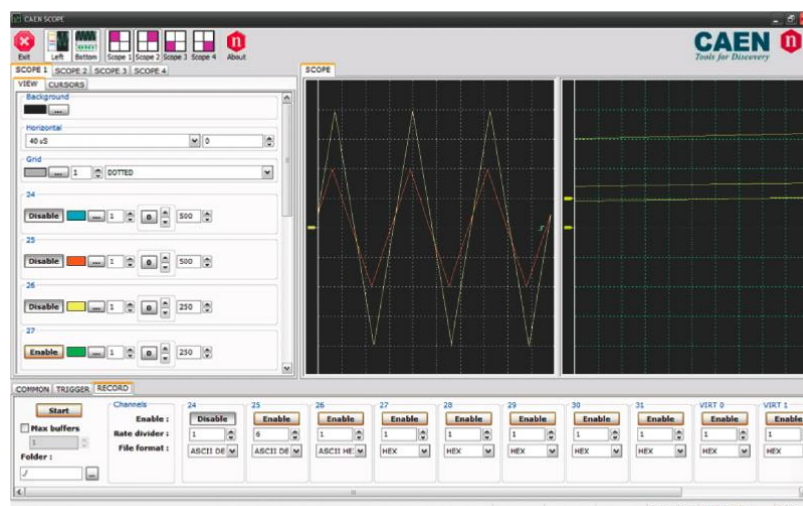 CAEN SCOPE
Exit Left Bottom Scope 1 Scope 2 Scope 3 Scope 4 About
CAEN n
Tools for Discovery
SCOPE 1 SCOPE 2 SCOPE 3 SCOPE 4
SCOPE
VIEW CURSORS
Background
...
Horizontal
40 uS 0
Grid
... 1 DOTTED
24
Disable ... 1 0 500
25
Disable ... 1 0 500
26
Disable ... 1 0 250
27
Enable ... 1 0 250
COMMON TRIGGER RECORD
Start
Max buffers
1
Folder :
./ ...
Channels 24 25 26 27 28 29 30 31 VIRT 0 VIRT 1
Enable : Disable Enable Enable Enable Enable Enable Enable Enable Enable Enable
Rate divider : 1 6 1 1 1 1 1 1 1 1
File format : ASCII DE ASCII DE ASCII HE HEX HEX HEX HEX HEX HEX HEX